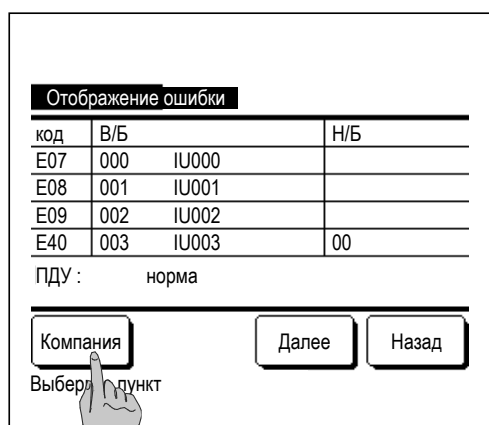 Отображение ошибки
код В/Б Н/Б
E07 000 IU000
E08 001 IU001
E09 002 IU002
E40 003 IU003 00
ПДУ : норма
Компания Далее Назад
пункт